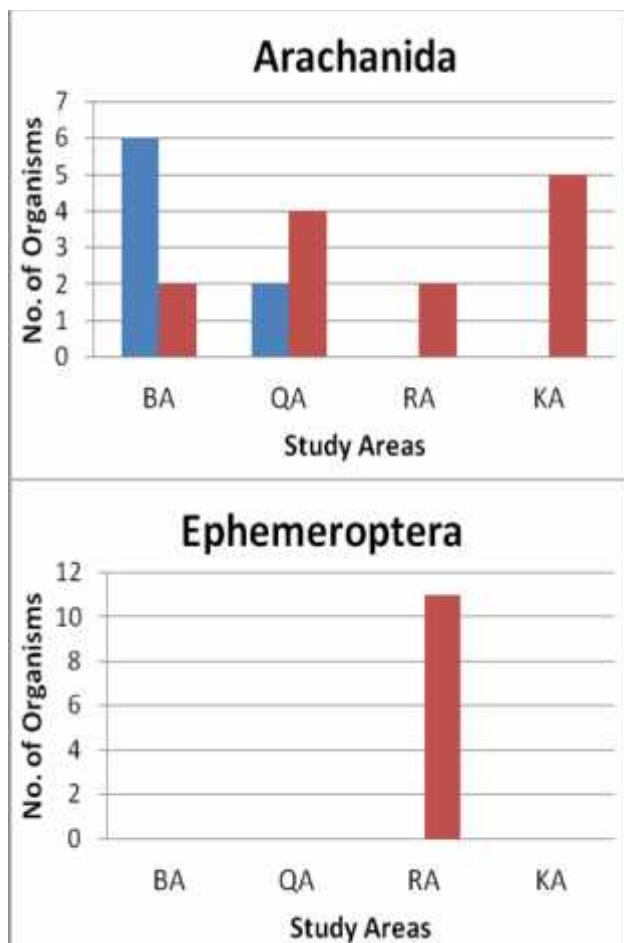 Arachanida
No. of Organisms
7
6
5
4
3
2
1
0
BA QA RA KA
Study Areas
Ephemeroptera
No. of Organisms
12
10
8
6
4
2
0
BA QA RA KA
Study Areas